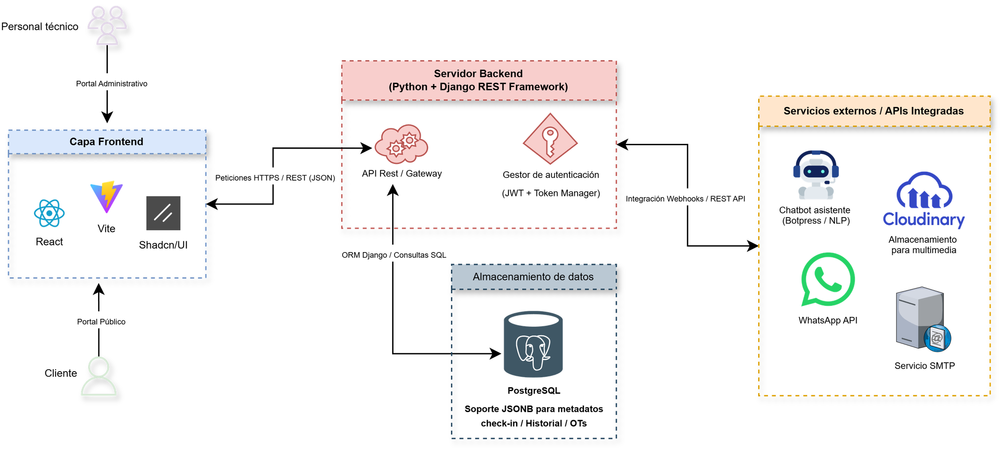 Personal técnico
Portal Administrativo
Capa Frontend
React
Vite
Shadcn/UI
Portal Público
Cliente
Peticiones HTTPS / REST (JSON)
Servidor Backend
(Python + Django REST Framework)
API Rest / Gateway
Gestor de autenticación
(JWT + Token Manager)
ORM Django / Consultas SQL
Almacenamiento de datos
PostgreSQL
Soporte JSONB para metadatos
check-in / Historial / OTs
Integración Webhooks / REST API
Servicios externos / APIs Integradas
Chatbot asistente
(Botpress / NLP)
Cloudinary
Almacenamiento
para multimedia
WhatsApp API
@
Servicio SMTP